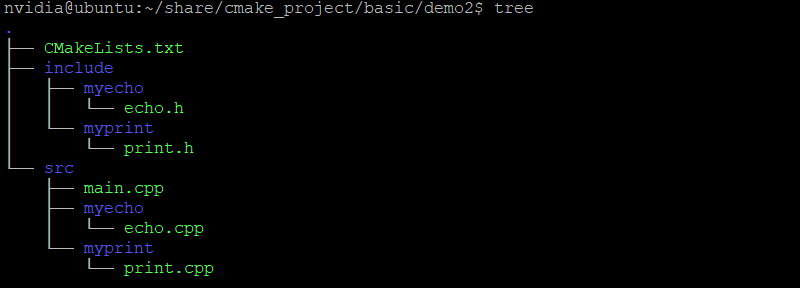 nvidia@ubuntu:~/share/cmake_project/basic/demo2$ tree
.
├── CMakeLists.txt
├── include
│   ├── myecho
│   │   └── echo.h
│   └── myprint
│       └── print.h
└── src
    ├── main.cpp
    ├── myecho
    │   └── echo.cpp
    └── myprint
        └── print.cpp